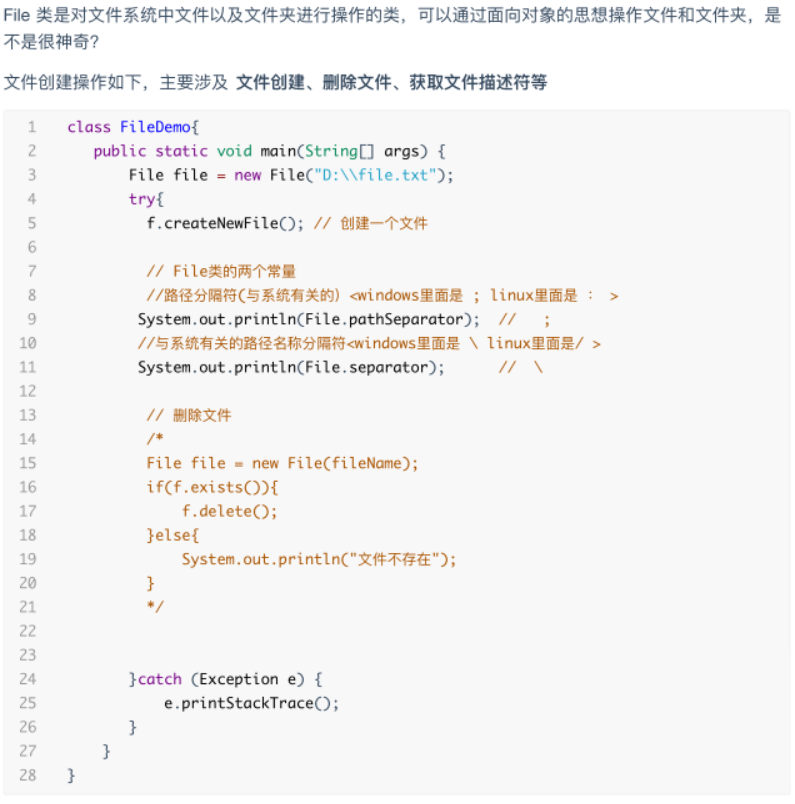 File 类是对文件系统中文件以及文件夹进行操作的类，可以通过面向对象的思想操作文件和文件夹，是
不是很神奇？
文件创建操作如下，主要涉及 文件创建、删除文件、获取文件描述符等
1 class FileDemo{
2 public static void main(String[] args) {
3 File file = new File("D:\\file.txt");
4 try{
5 f.createNewFile(); // 创建一个文件
6
7 // File类的两个常量
8 //路径分隔符(与系统有关的）<windows里面是 ; linux里面是 ： >
9 System.out.println(File.pathSeparator); // ;
10 //与系统有关的路径名称分隔符<windows里面是 \ linux里面是/ >
11 System.out.println(File.separator); // \
12
13 // 删除文件
14 /*
15 File file = new File(fileName);
16 if(f.exists()){
17 f.delete();
18 }else{
19 System.out.println("文件不存在");
20 }
21 */
22
23
24 }catch (Exception e) {
25 e.printStackTrace();
26 }
27 }
28 }